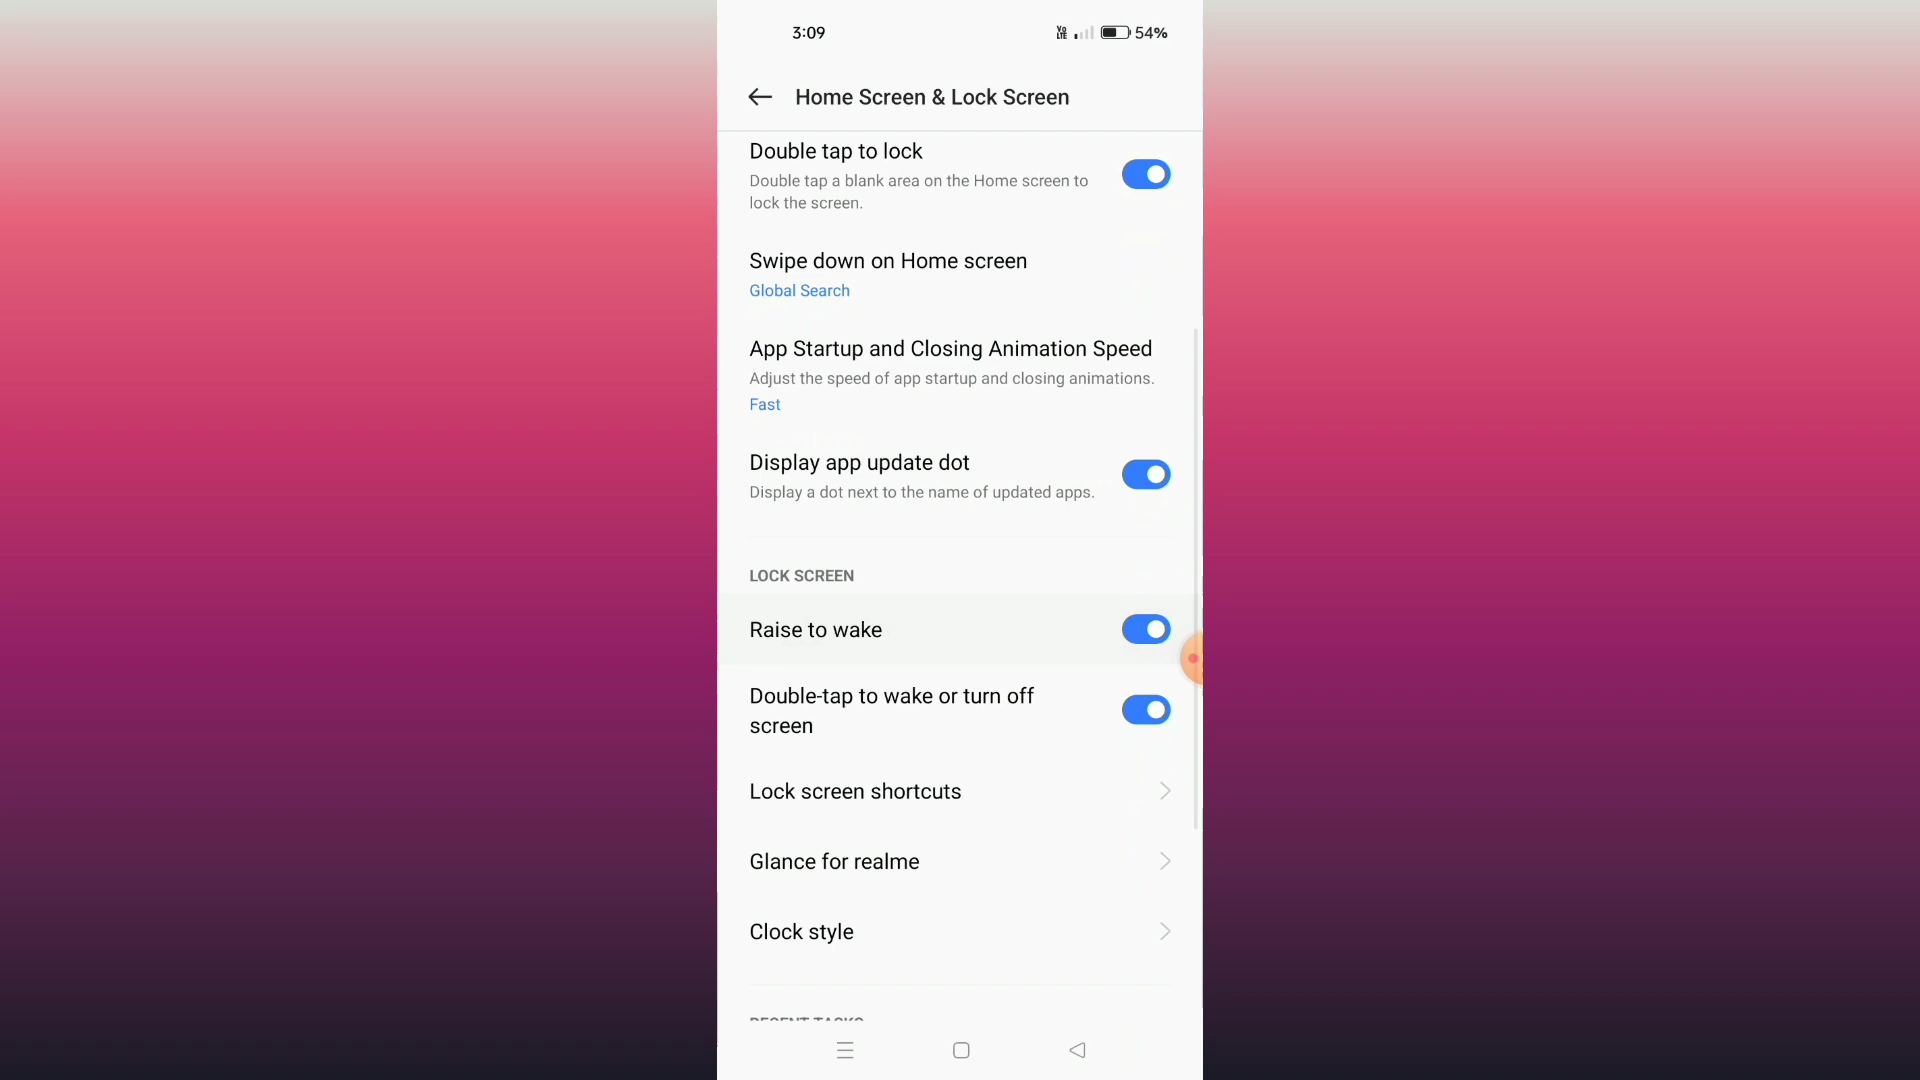 3:09
Vo
LTE
54%
Home Screen & Lock Screen
Double tap to lock
Double tap a blank area on the Home screen to
lock the screen.
Swipe down on Home screen
Global Search
App Startup and Closing Animation Speed
Adjust the speed of app startup and closing animations.
Fast
Display app update dot
Display a dot next to the name of updated apps.
LOCK SCREEN
Raise to wake
Double-tap to wake or turn off
screen
Lock screen shortcuts
Glance for realme
Clock style
RECENT TASKS